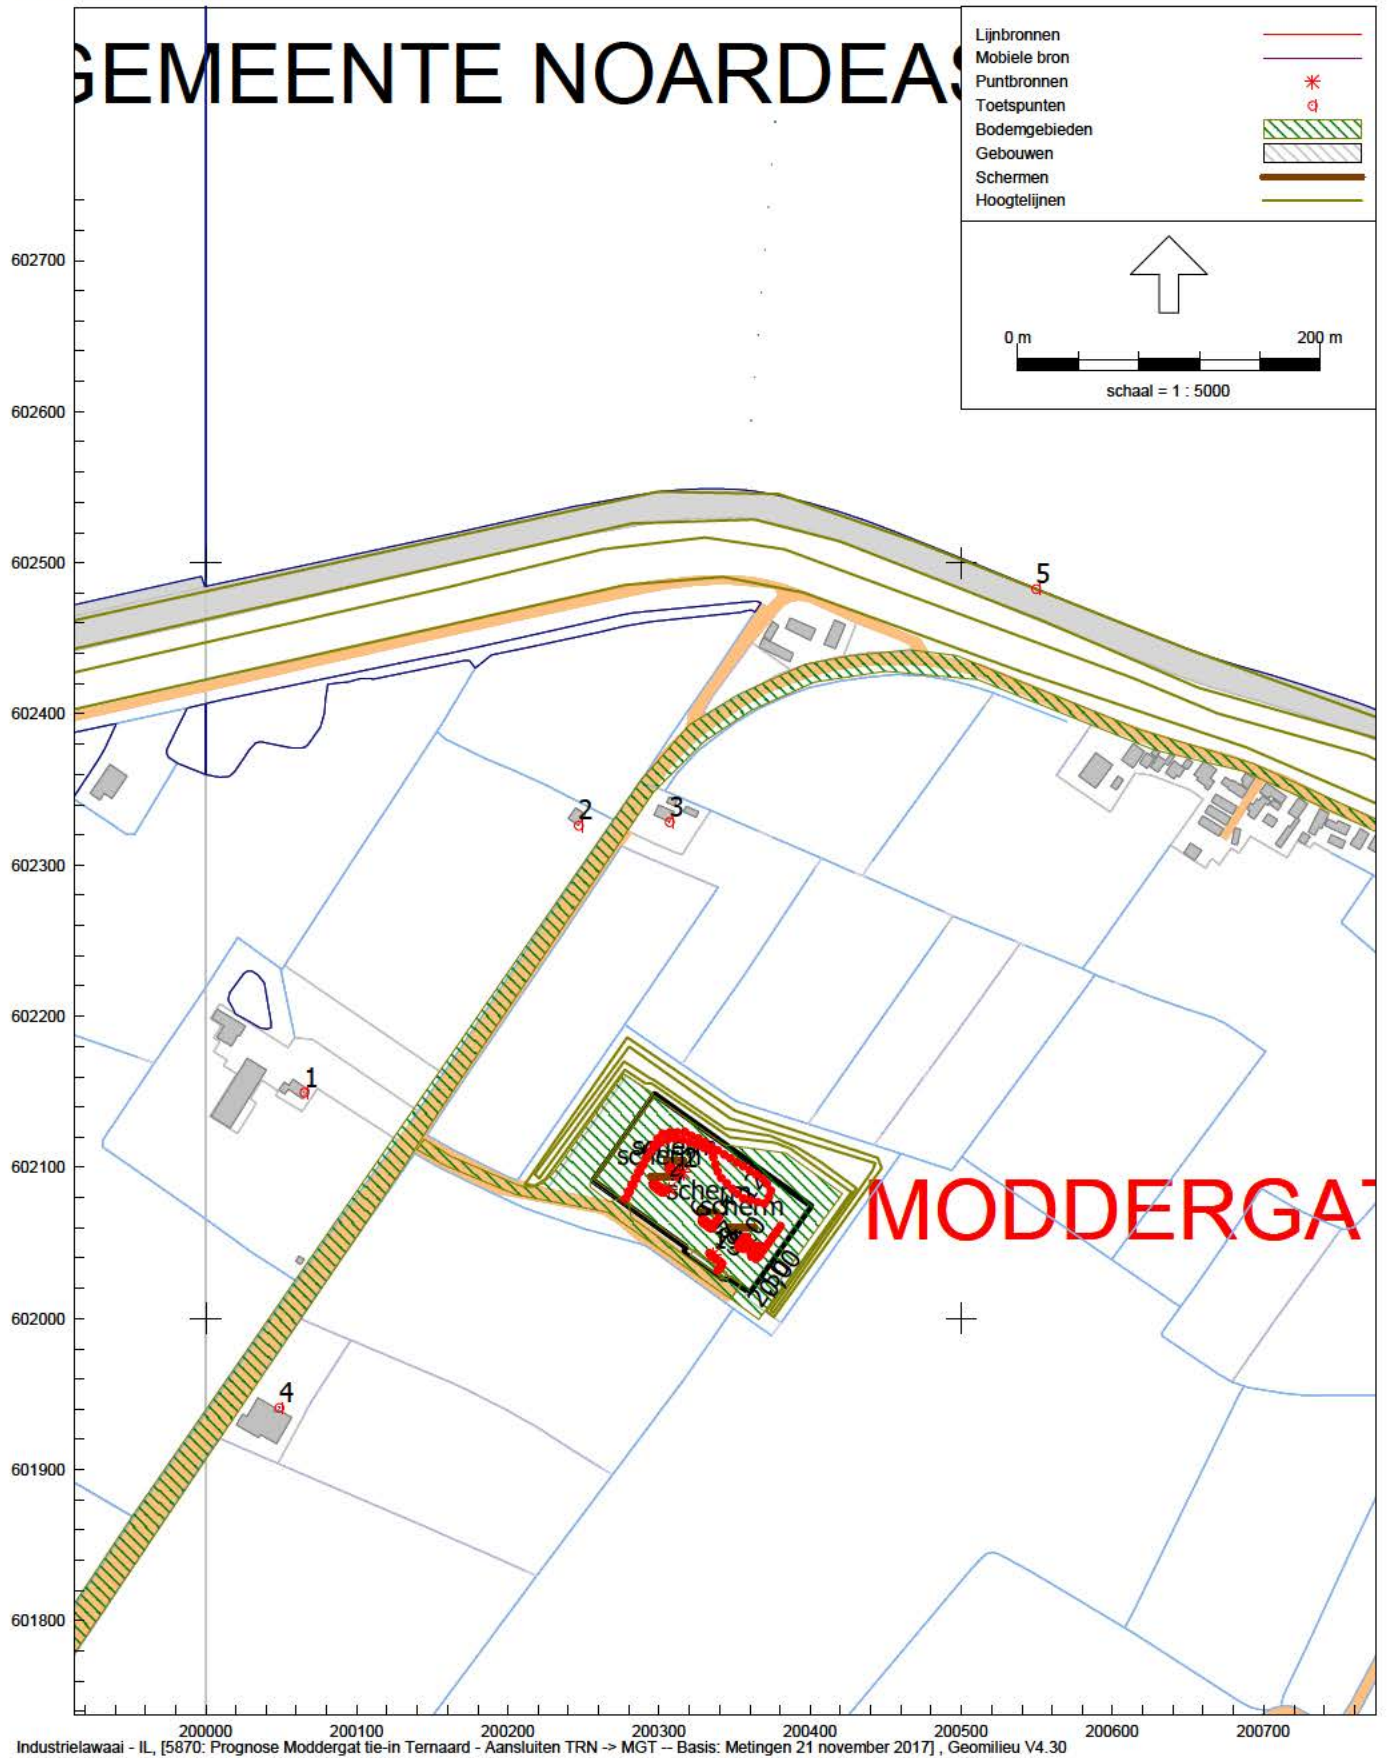 GEMEENTE NOARDEAS
Lijnbronnen
Mobiele bron
Puntbronnen
Toetspunten
Bodemgebieden
Gebouwen
Schermen
Hoogtelijnen
0 m 200 m
schaal = 1 : 5000
602700
602600
602500
602400
602300
602200
602100
602000
601900
601800
5
2
3
1
4
scherm
scherm
scherm
MODDERGAT
200000 200100 200200 200300 200400 200500 200600 200700
Industrielawaai - IL, [5870: Prognose Moddergat tie-in Ternaard - Aansluiten TRN -> MGT -- Basis: Metingen 21 november 2017] , Geomilieu V4.30